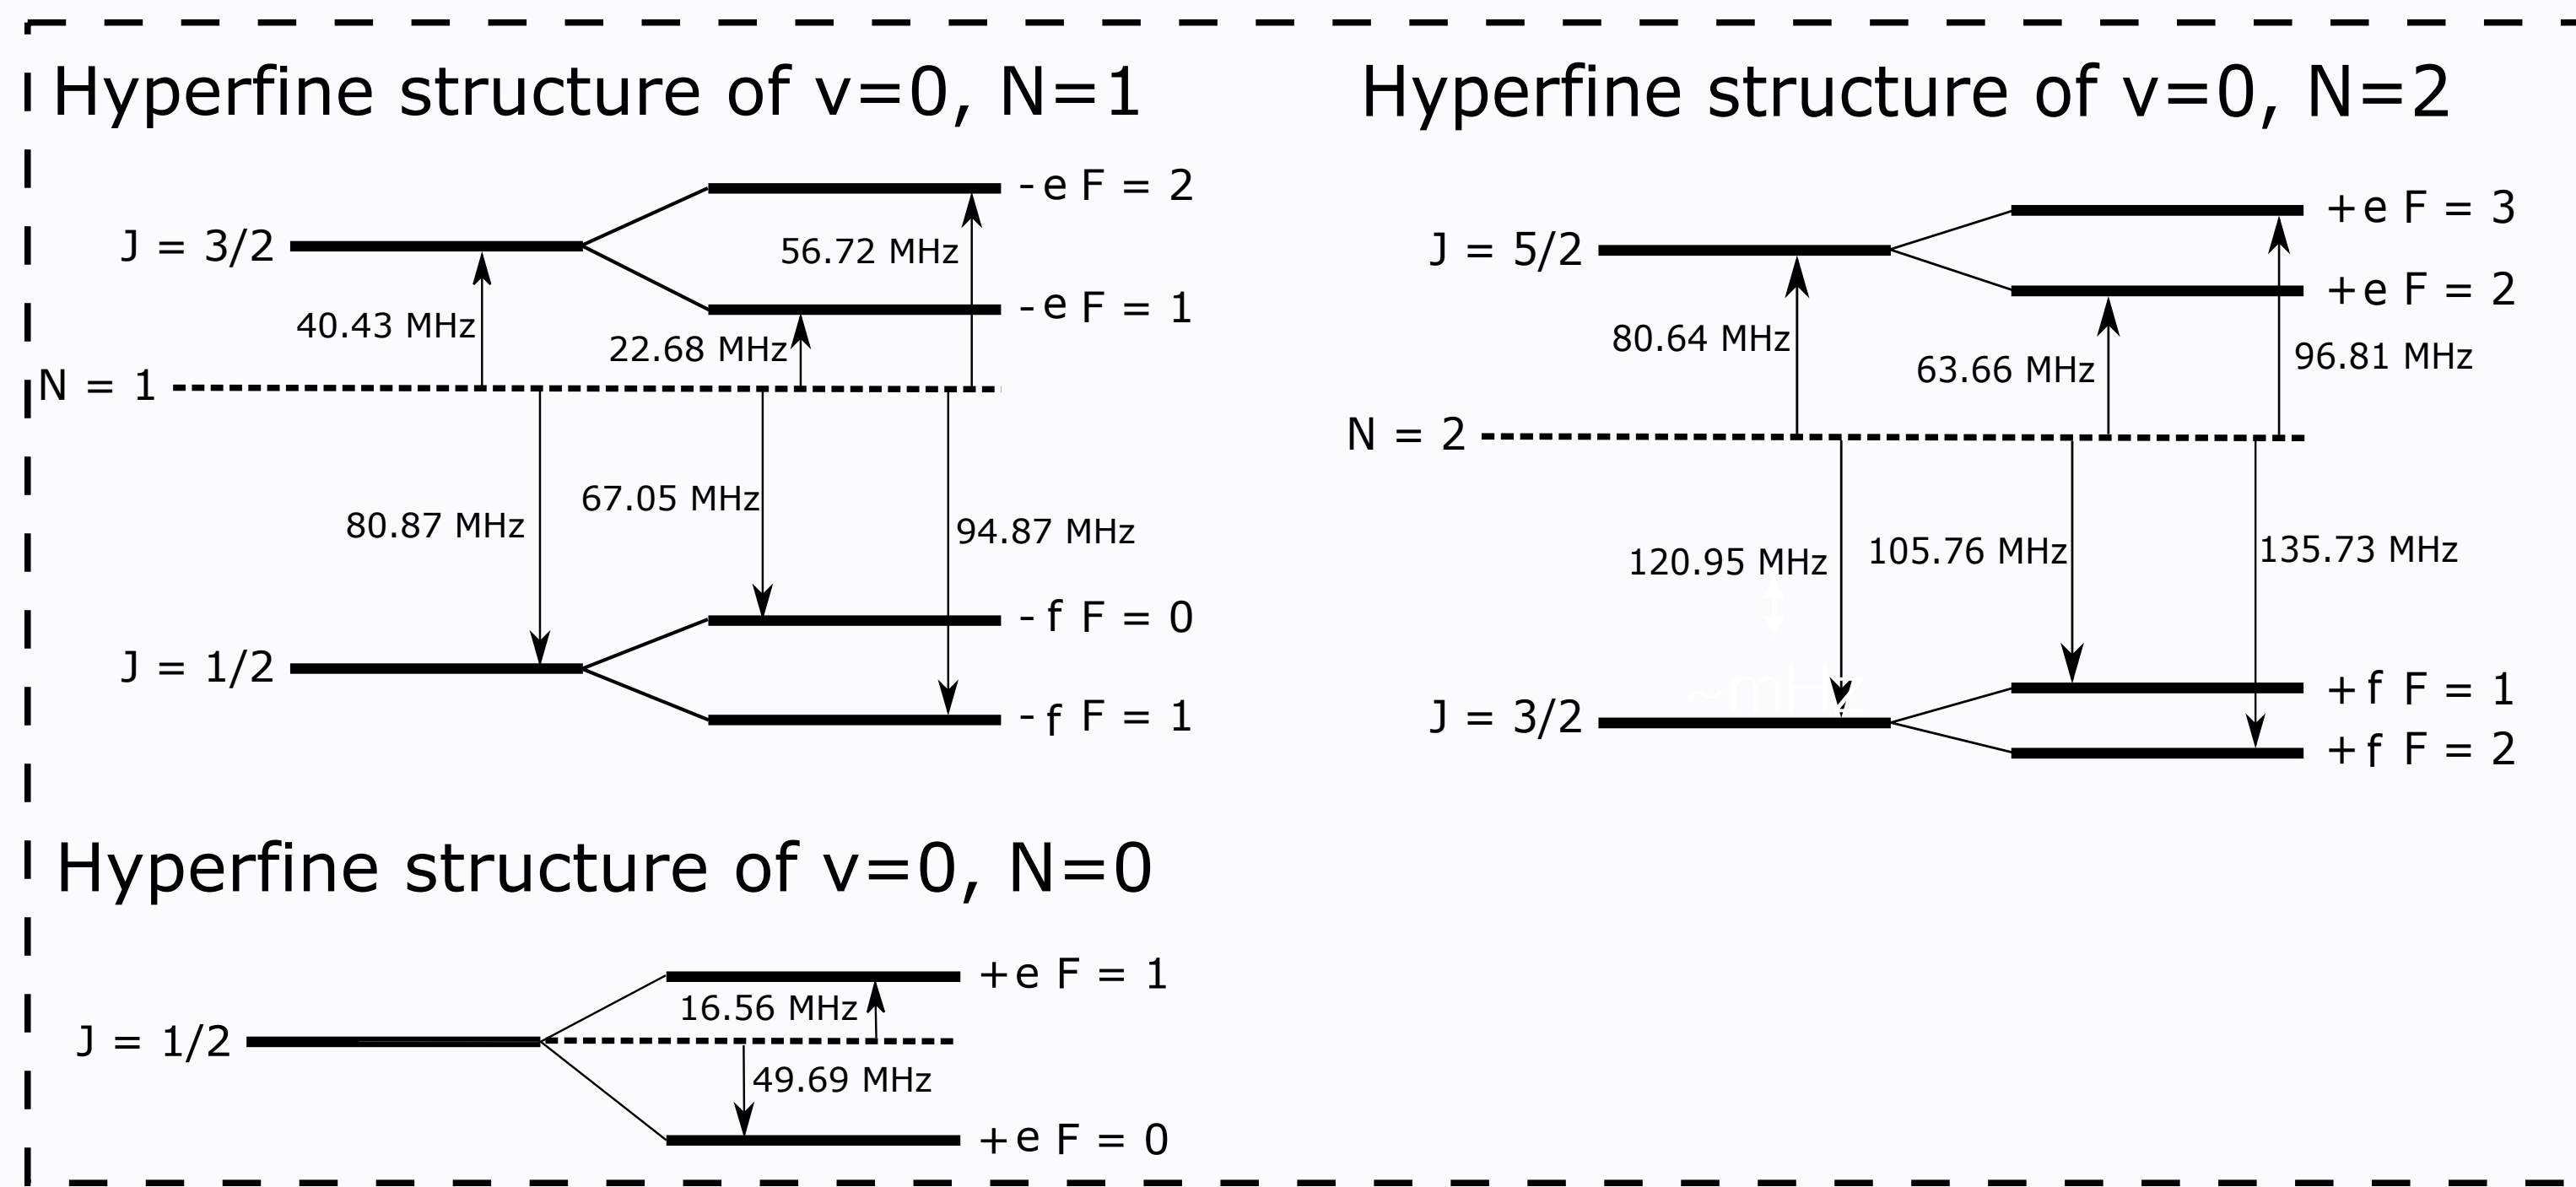 Hyperfine structure of v=0, N=1
-e F = 2
J = 3/2
56.72 MHz
-e F = 1
40.43 MHz
22.68 MHz
N = 1
67.05 MHz
80.87 MHz
94.87 MHz
-f F = 0
J = 1/2
-f F = 1
Hyperfine structure of v=0, N=2
+e F = 3
J = 5/2
+e F = 2
80.64 MHz
63.66 MHz
96.81 MHz
N = 2
120.95 MHz
105.76 MHz
135.73 MHz
~mHz
+f F = 1
J = 3/2
+f F = 2
Hyperfine structure of v=0, N=0
+e F = 1
16.56 MHz
J = 1/2
49.69 MHz
+e F = 0